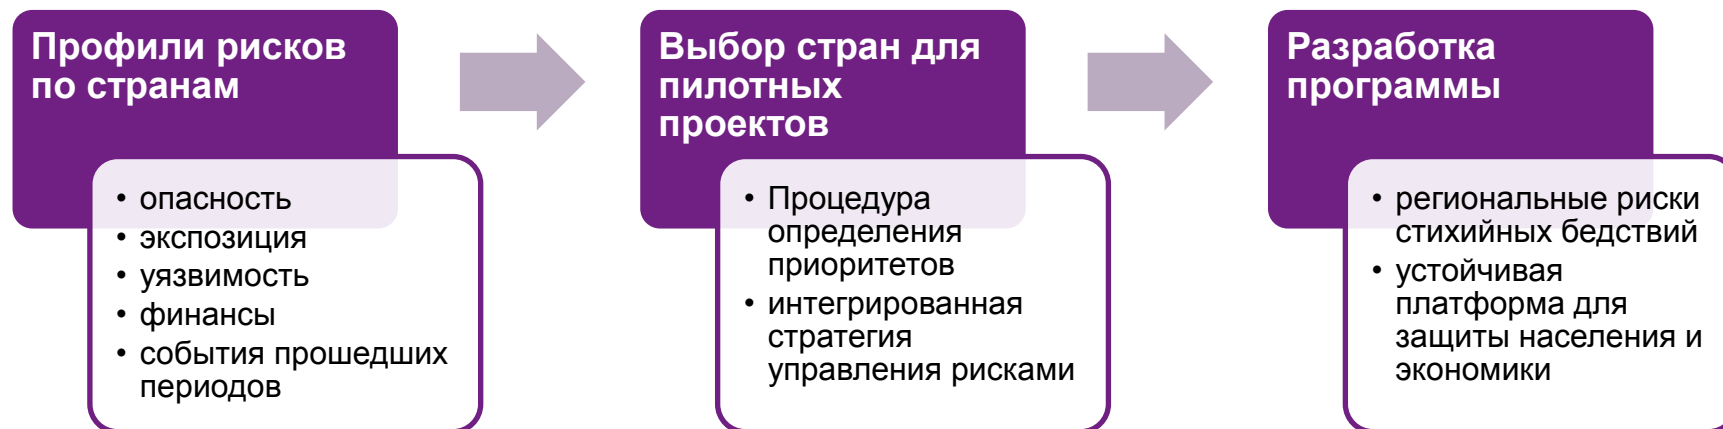 Профили рисков
по странам
• опасность
• экспозиция
• уязвимость
• финансы
• события прошедших
периодов
Выбор стран для
пилотных
проектов
• Процедура
определения
приоритетов
• интегрированная
стратегия
управления рисками
Разработка
программы
• региональные риски
стихийных бедствий
• устойчивая
платформа для
защиты населения и
экономики